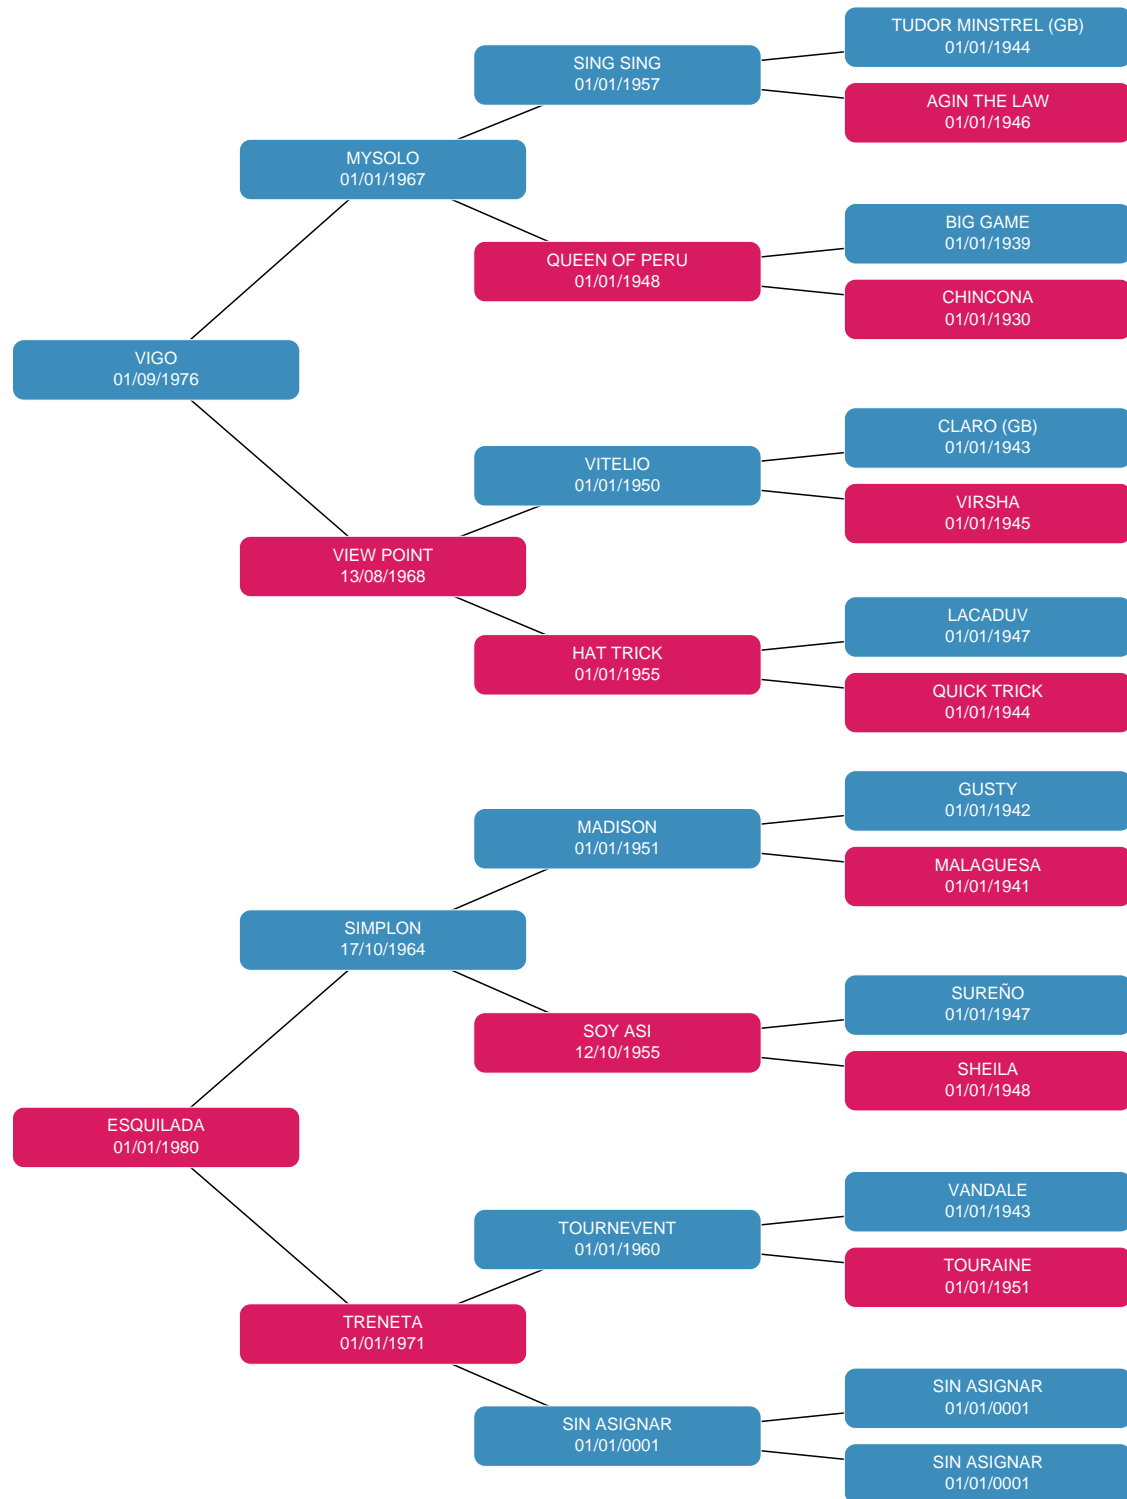 TUDOR MINSTREL (GB)
01/01/1944
SING SING
01/01/1957
AGIN THE LAW
01/01/1946
MYSOLO
01/01/1967
BIG GAME
01/01/1939
QUEEN OF PERU
01/01/1948
CHINCONA
01/01/1930
VIGO
01/09/1976
CLARO (GB)
01/01/1943
VITELIO
01/01/1950
VIRSHA
01/01/1945
VIEW POINT
13/08/1968
LACADUV
01/01/1947
HAT TRICK
01/01/1955
QUICK TRICK
01/01/1944
GUSTY
01/01/1942
MADISON
01/01/1951
MALAGUESA
01/01/1941
SIMPLON
17/10/1964
SUREÑO
01/01/1947
SOY ASI
12/10/1955
SHEILA
01/01/1948
ESQUILADA
01/01/1980
VANDALE
01/01/1943
TOURNEVENT
01/01/1960
TOURAINE
01/01/1951
TRENETA
01/01/1971
SIN ASIGNAR
01/01/0001
SIN ASIGNAR
01/01/0001
SIN ASIGNAR
01/01/0001